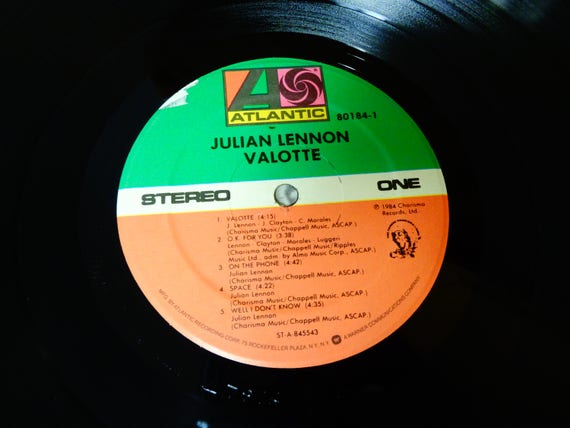 ATLANTIC
80184-1
JULIAN LENNON
VALOTTE
STEREO
ONE
℗ 1984 Charisma
Records, Ltd.
1. VALOTTE (4:15)
J. Lennon - J. Clayton - C. Morales
(Charisma Music/Chappell Music, ASCAP.)
2. O.K. FOR YOU (3:38)
Lennon - Clayton - Morales - Luggeri
(Charisma Music/Chappell Music/Ripples
Music Ltd., adm. by Almo Music Corp., ASCAP.)
3. ON THE PHONE (4:42)
Julian Lennon
(Charisma Music/Chappell Music, ASCAP.)
4. SPACE (4:22)
Julian Lennon
(Charisma Music/Chappell Music, ASCAP.)
5. WELL I DON'T KNOW (4:35)
Julian Lennon
(Charisma Music/Chappell Music, ASCAP.)
ST-A-845543
MFG. BY ATLANTIC RECORDING CORP., 75 ROCKEFELLER PLAZA, N.Y., N.Y. A WARNER COMMUNICATIONS COMPANY